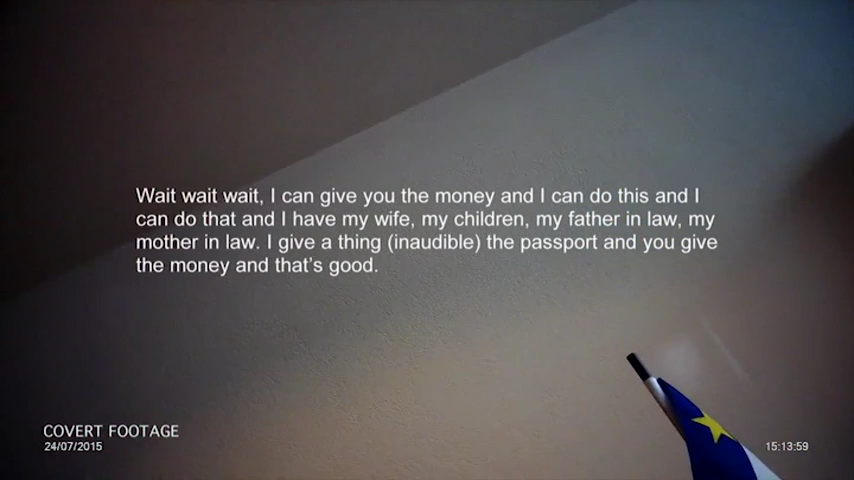 Wait wait wait, I can give you the money and I can do this and I
can do that and I have my wife, my children, my father in law, my
mother in law. I give a thing (inaudible) the passport and you give
the money and that's good.
COVERT FOOTAGE
24/07/2015
15:13:59